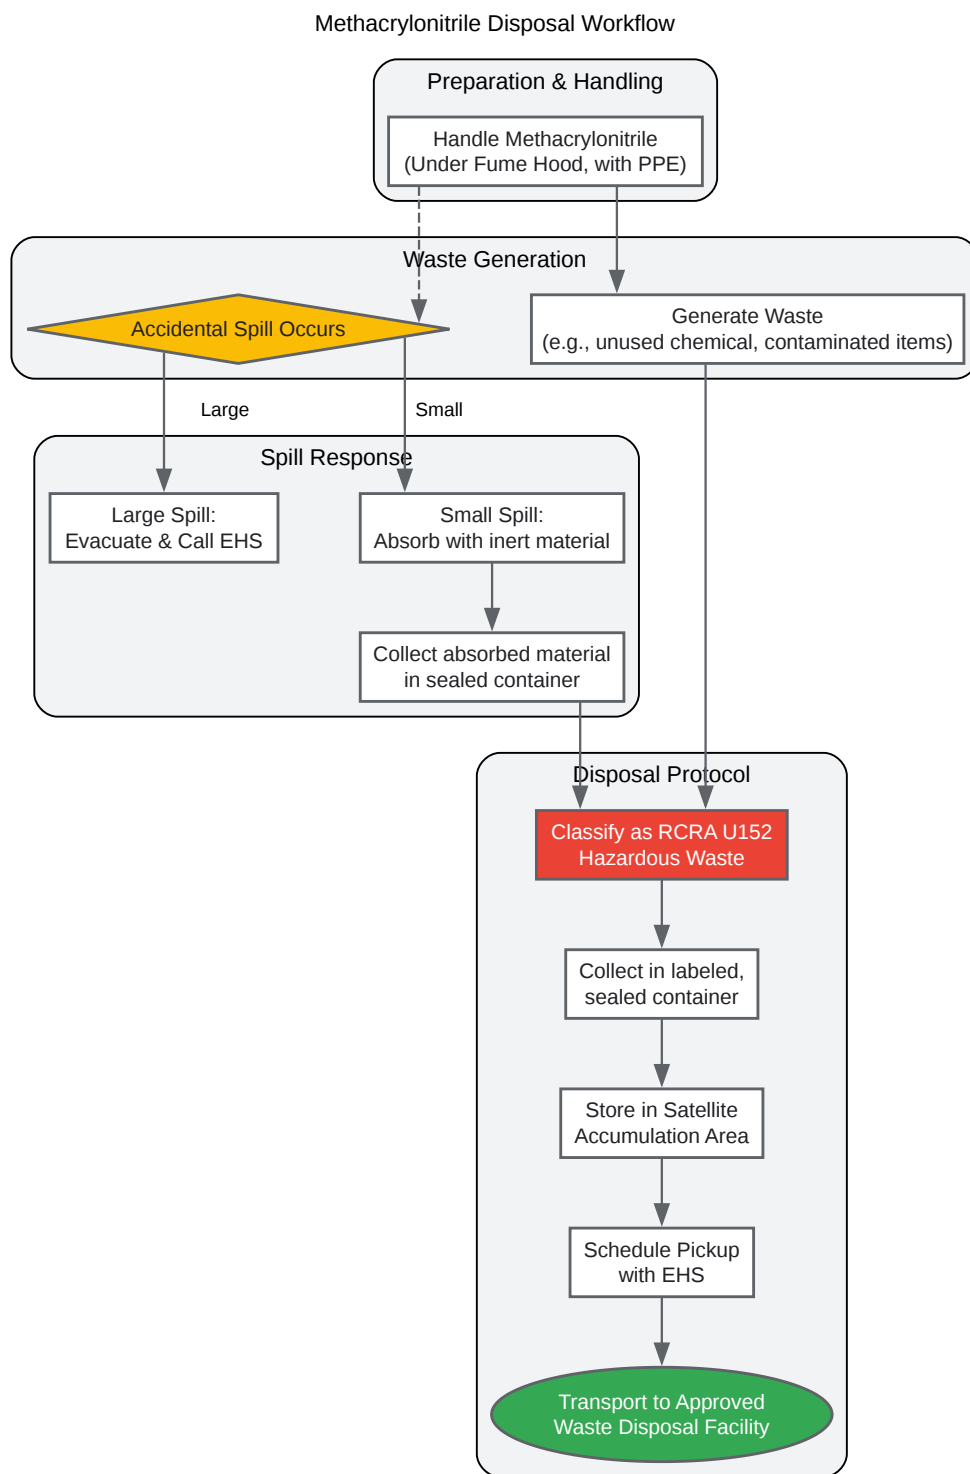 Methacrylonitrile Disposal Workflow
Preparation & Handling
Handle Methacrylonitrile
(Under Fume Hood, with PPE)
Waste Generation
Accidental Spill Occurs
Generate Waste
(e.g., unused chemical, contaminated items)
Large
Small
Spill Response
Large Spill:
Evacuate & Call EHS
Small Spill:
Absorb with inert material
Collect absorbed material
in sealed container
Disposal Protocol
Classify as RCRA U152
Hazardous Waste
Collect in labeled,
sealed container
Store in Satellite
Accumulation Area
Schedule Pickup
with EHS
Transport to Approved
Waste Disposal Facility